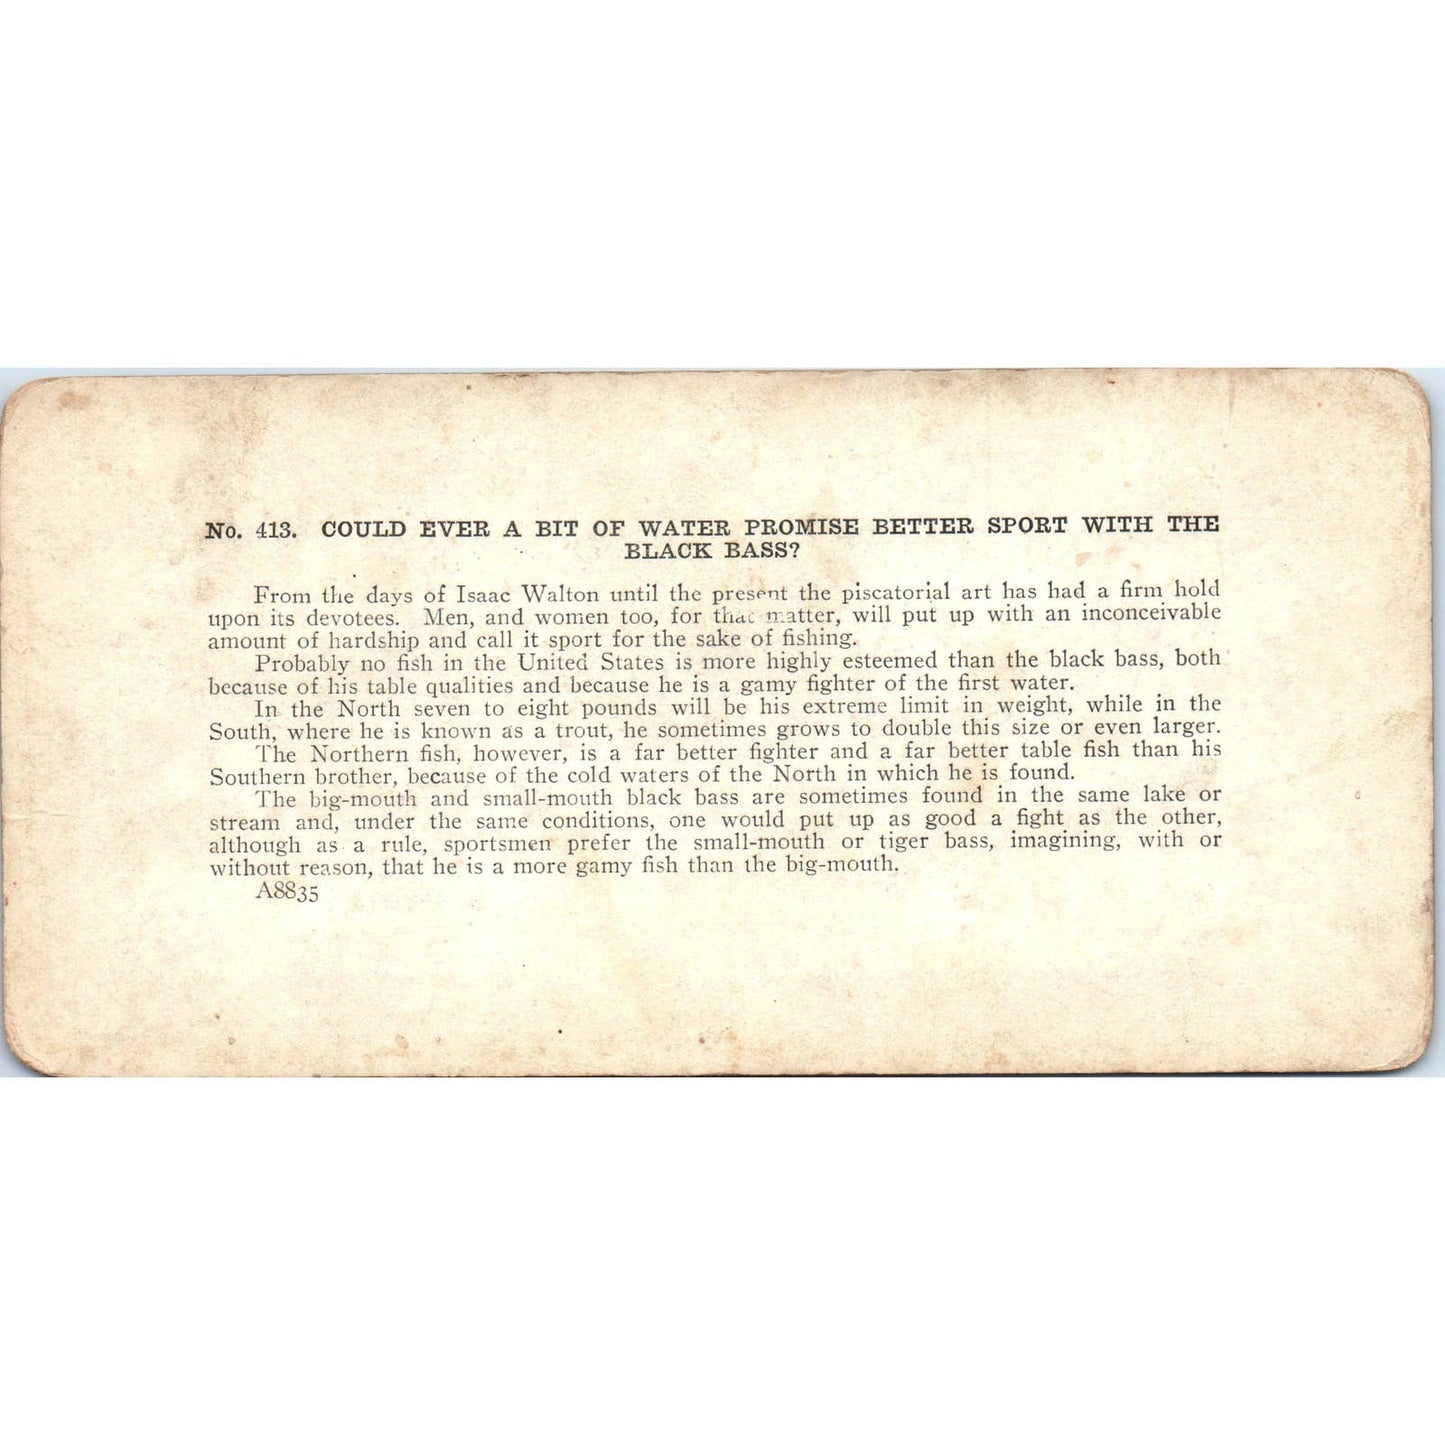 No. 413. COULD EVER A BIT OF WATER PROMISE BETTER SPORT WITH THE
BLACK BASS?
From the days of Isaac Walton until the present the piscatorial art has had a firm hold
upon its devotees. Men, and women too, for that matter, will put up with an inconceivable
amount of hardship and call it sport for the sake of fishing.
Probably no fish in the United States is more highly esteemed than the black bass, both
because of his table qualities and because he is a gamy fighter of the first water.
In the North seven to eight pounds will be his extreme limit in weight, while in the
South, where he is known as a trout, he sometimes grows to double this size or even larger.
The Northern fish, however, is a far better fighter and a far better table fish than his
Southern brother, because of the cold waters of the North in which he is found.
The big-mouth and small-mouth black bass are sometimes found in the same lake or
stream and, under the same conditions, one would put up as good a fight as the other,
although as a rule, sportsmen prefer the small-mouth or tiger bass, imagining, with or
without reason, that he is a more gamy fish than the big-mouth.
A8835